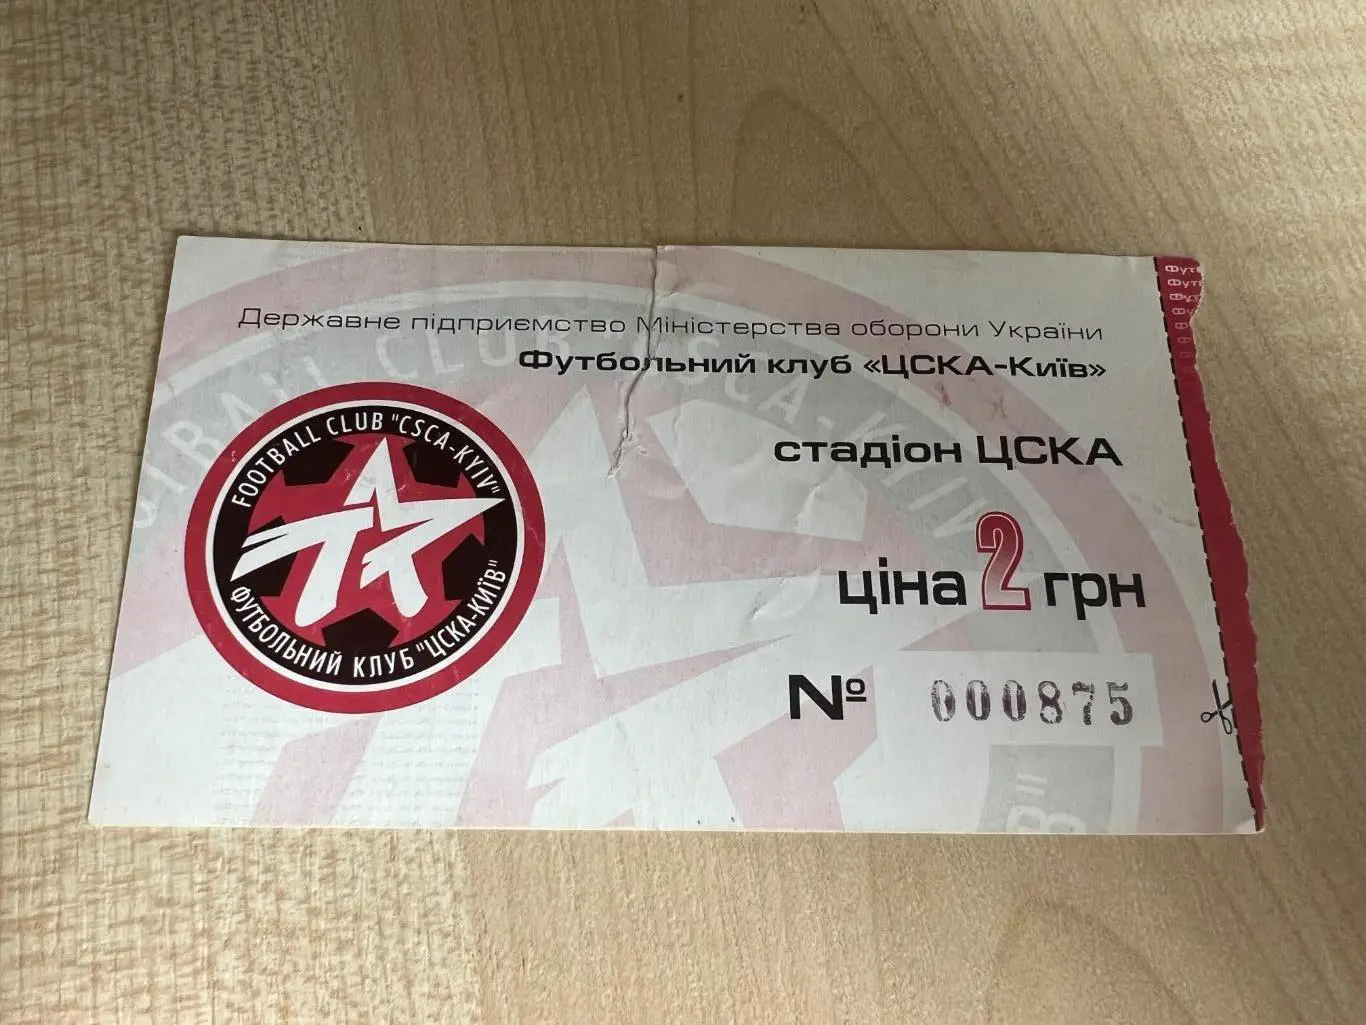 Державне підприємство Міністерства оборони України
Футбольний клуб «ЦСКА-Київ»
FOOTBALL CLUB "CSCA-KYIV"
ФУТБОЛЬНИЙ КЛУБ "ЦСКА-КИЇВ"
стадіон ЦСКА
ціна 2 грн
№ 000875